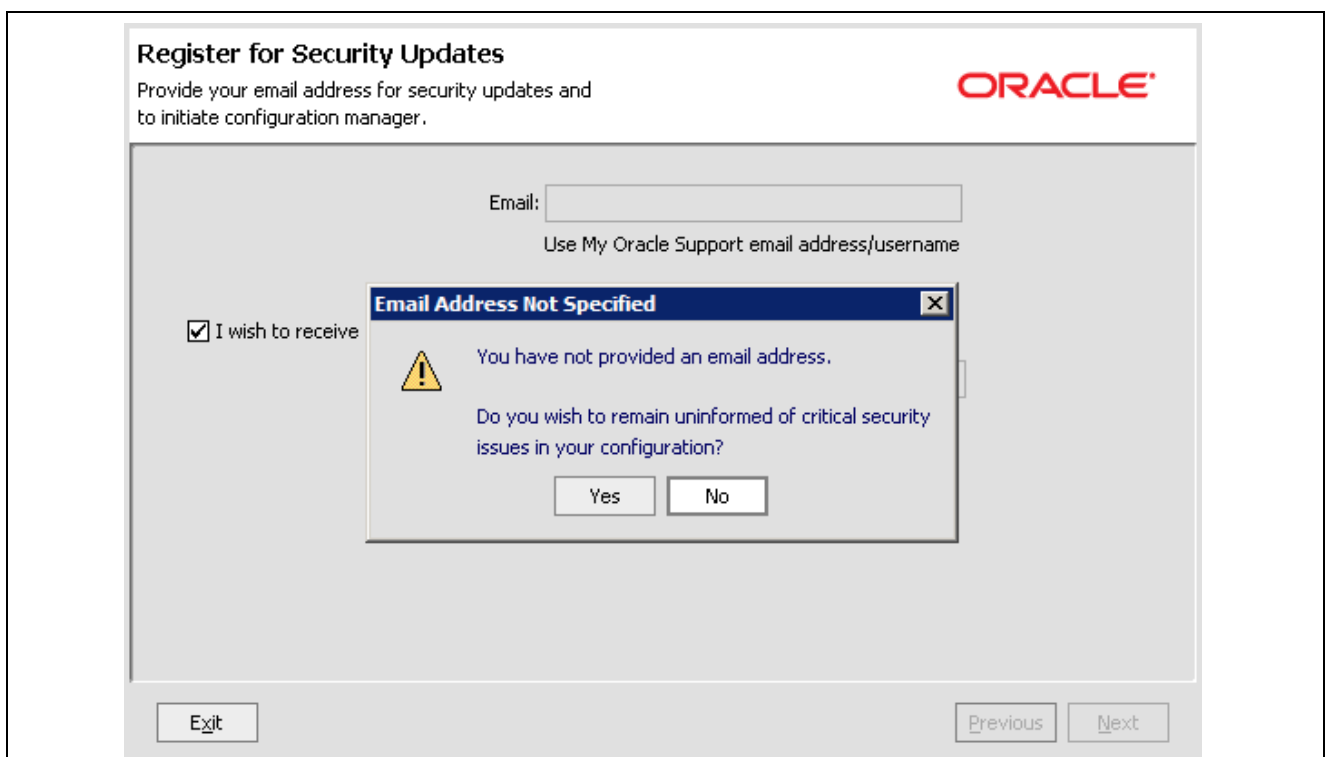 Register for Security Updates
Provide your email address for security updates and
to initiate configuration manager.
ORACLE
Email:
Use My Oracle Support email address/username
Email Address Not Specified
I wish to receive
You have not provided an email address.
Do you wish to remain uninformed of critical security
issues in your configuration?
Yes
No
Exit
Previous
Next